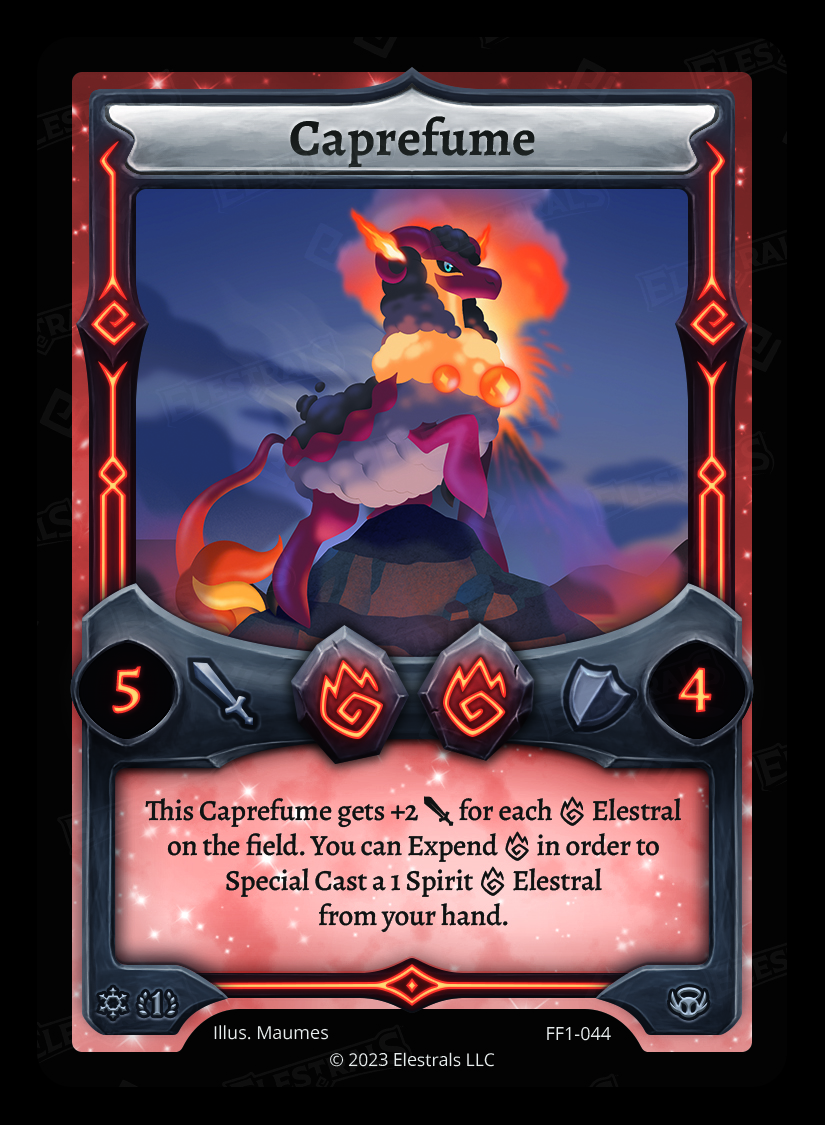 Caprefume
5
4
This Caprefume gets +2 for each Elestral
on the field. You can Expend in order to
Special Cast a 1 Spirit Elestral
from your hand.
1
Illus. Maumes
FF1-044
© 2023 Elestrals LLC